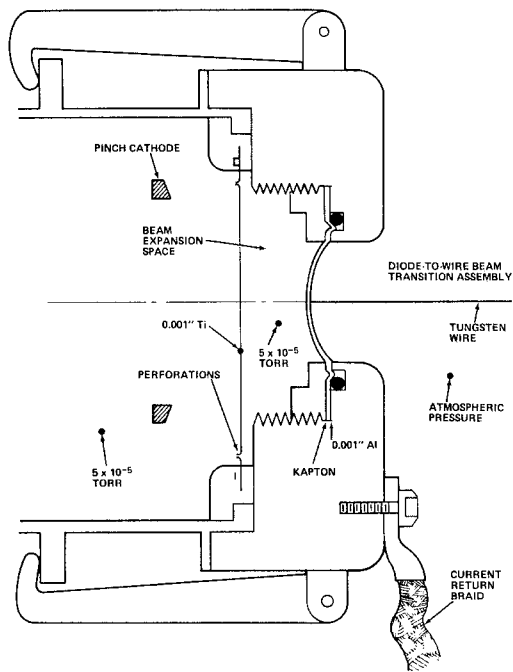 PINCH CATHODE
BEAM
EXPANSION
SPACE
DIODE-TO-WIRE BEAM
TRANSITION ASSEMBLY
0.001" Ti
5 x 10⁻⁵
TORR
TUNGSTEN
WIRE
PERFORATIONS
ATMOSPHERIC
PRESSURE
0.001" Al
KAPTON
5 x 10⁻⁵
TORR
CURRENT
RETURN
BRAID